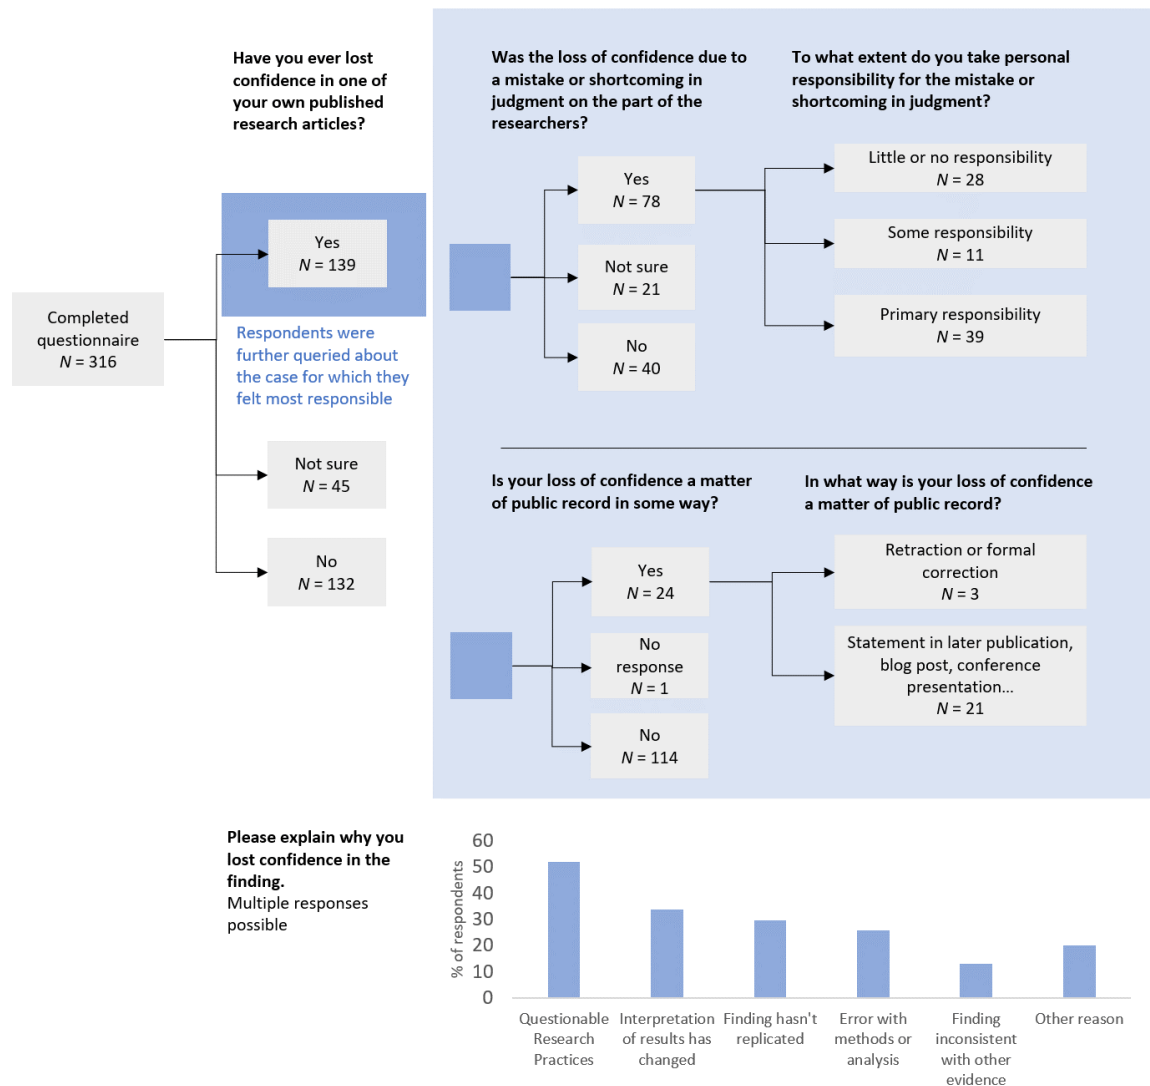 Have you ever lost
confidence in one of
your own published
research articles?
Was the loss of confidence due to
a mistake or shortcoming in
judgment on the part of the
researchers?
To what extent do you take personal
responsibility for the mistake or
shortcoming in judgment?
Completed
questionnaire
N = 316
Yes
N = 139
Respondents were
further queried about
the case for which they
felt most responsible
Not sure
N = 45
No
N = 132
Yes
N = 78
Not sure
N = 21
No
N = 40
Little or no responsibility
N = 28
Some responsibility
N = 11
Primary responsibility
N = 39
Is your loss of confidence a matter
of public record in some way?
In what way is your loss of confidence
a matter of public record?
Yes
N = 24
No
response
N = 1
No
N = 114
Retraction or formal
correction
N = 3
Statement in later publication,
blog post, conference
presentation...
N = 21
Please explain why you
lost confidence in the
finding.
Multiple responses
possible
% of respondents
60
50
40
30
20
10
0
Questionable
Research
Practices
Interpretation
of results has
changed
Finding hasn't
replicated
Error with
methods or
analysis
Finding
inconsistent
with other
evidence
Other reason